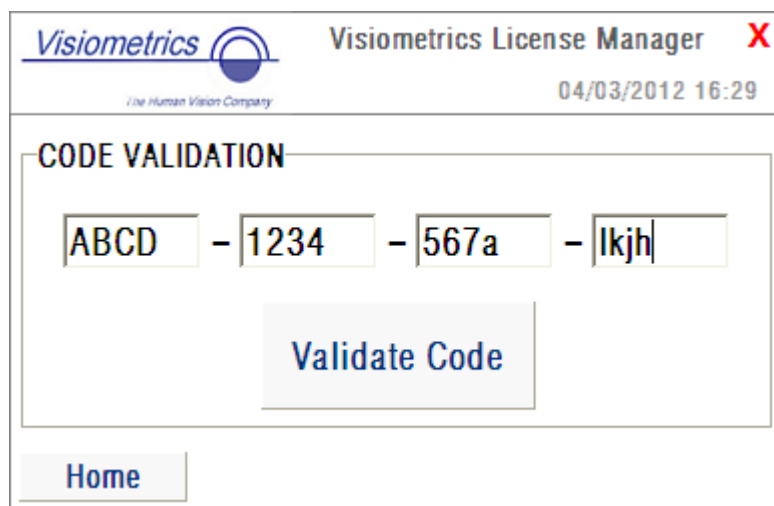 Visiometrics
The Human Vision Company
Visiometrics License Manager X
04/03/2012 16:29
CODE VALIDATION
ABCD - 1234 - 567a - lkjh
Validate Code
Home